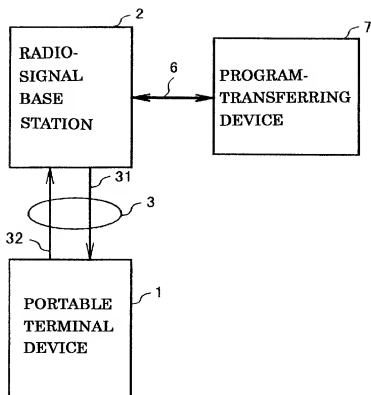 2
RADIO-
SIGNAL
BASE
STATION
6
7
PROGRAM-
TRANSFERRING
DEVICE
31
3
32
1
PORTABLE
TERMINAL
DEVICE